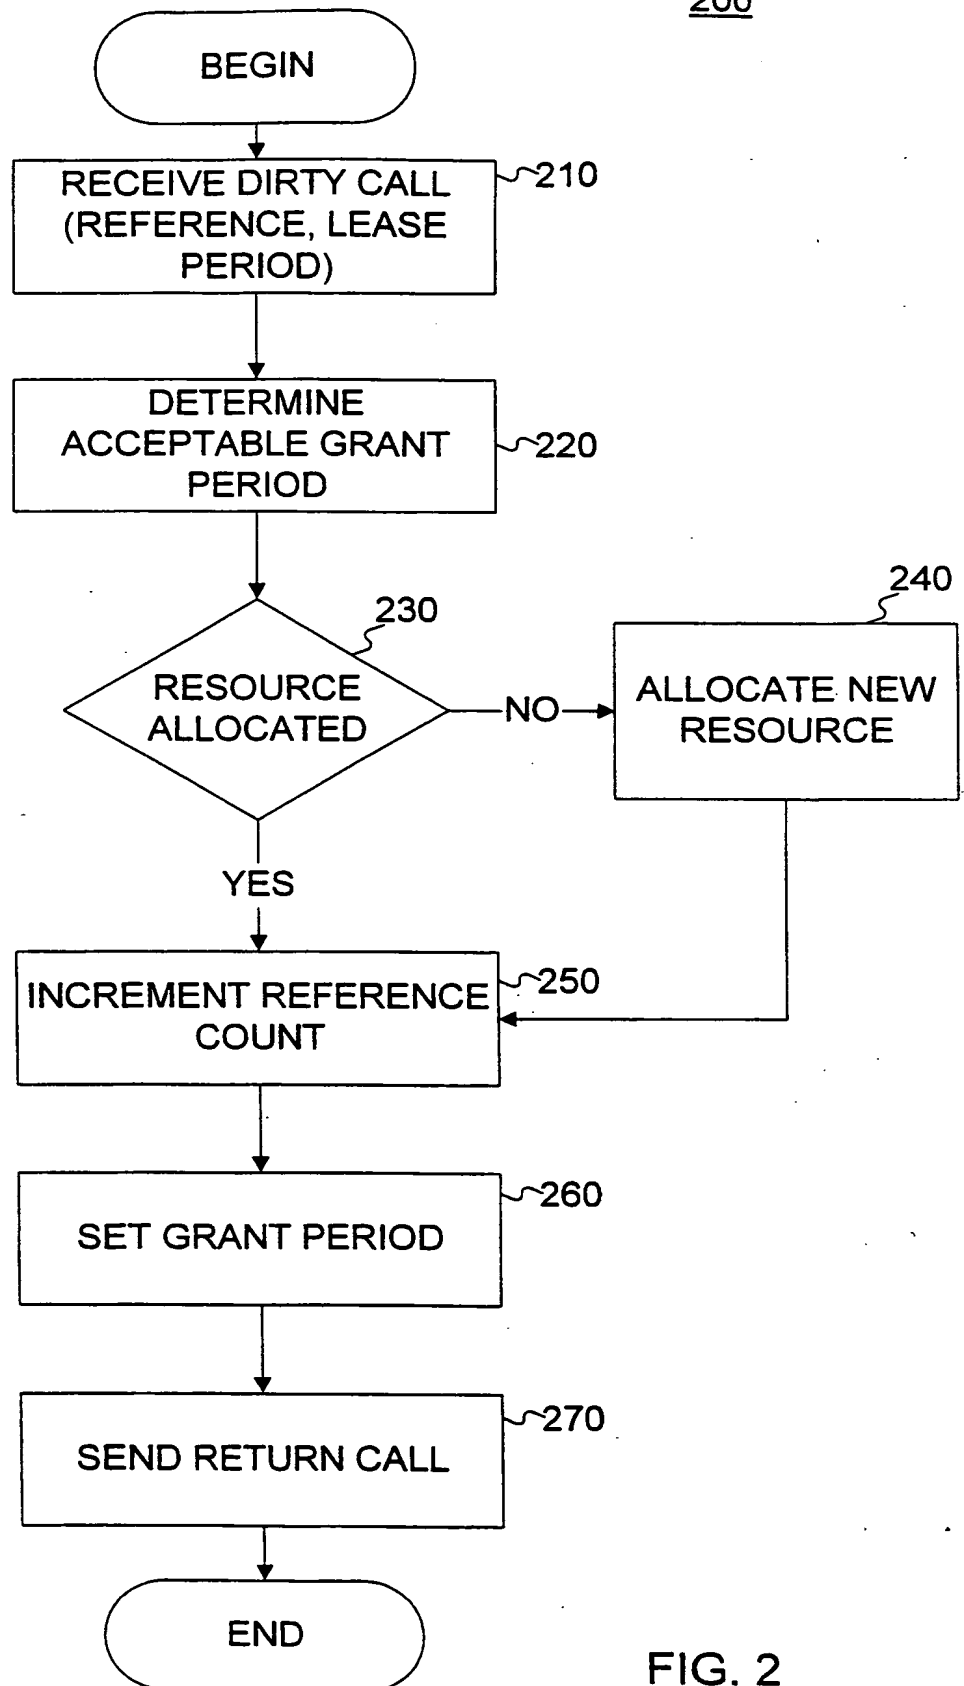 200
BEGIN
RECEIVE DIRTY CALL
(REFERENCE, LEASE
PERIOD)
210
DETERMINE
ACCEPTABLE GRANT
PERIOD
220
230
RESOURCE
ALLOCATED
NO
240
ALLOCATE NEW
RESOURCE
YES
INCREMENT REFERENCE
COUNT
250
SET GRANT PERIOD
260
SEND RETURN CALL
270
END
FIG. 2